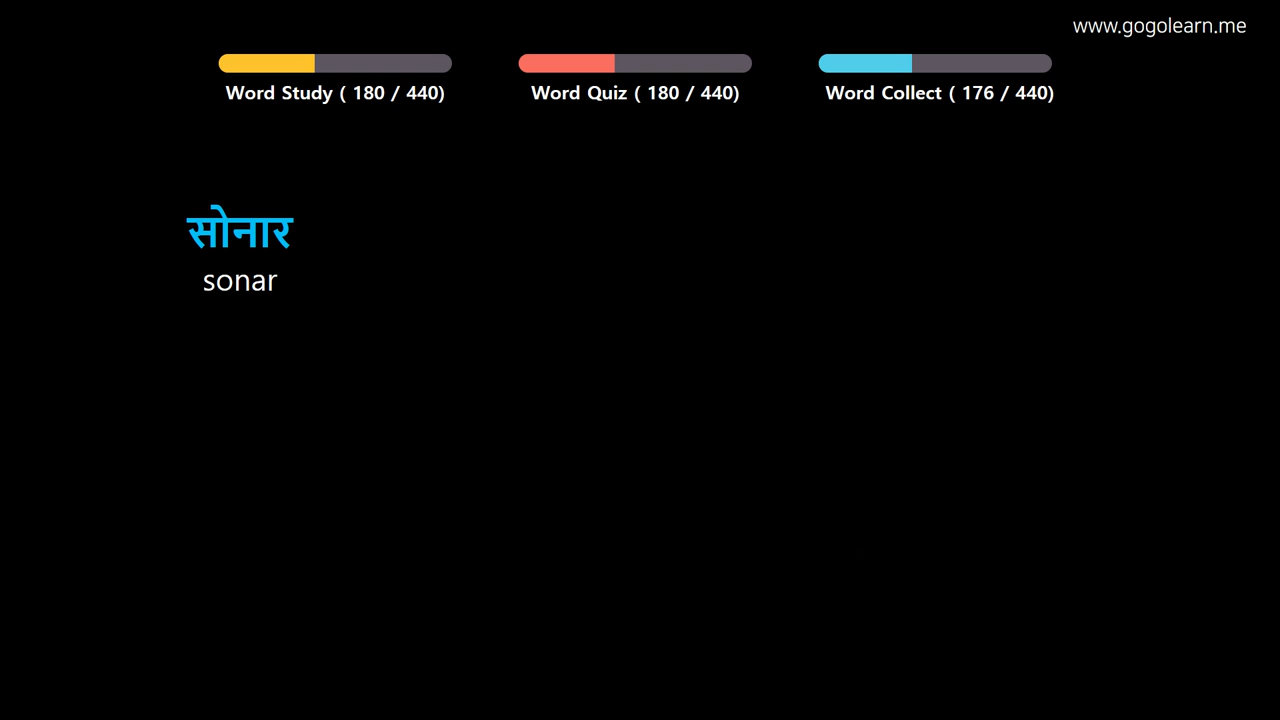 www.gogolearn.me
Word Study ( 180 / 440)
Word Quiz ( 180 / 440)
Word Collect ( 176 / 440)
सोनार
sonar